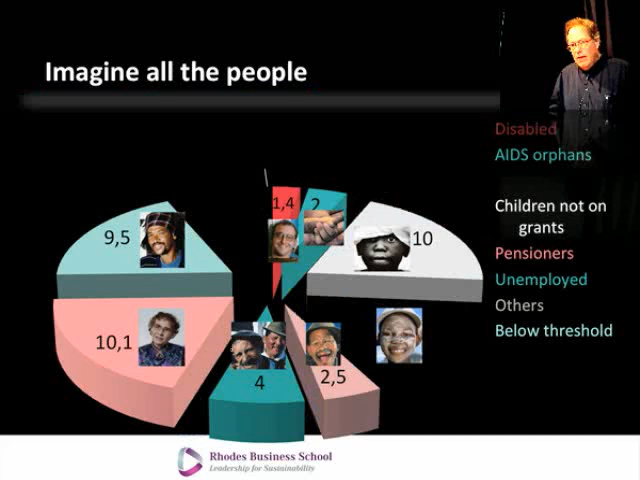 Imagine all the people
Disabled
AIDS orphans
Children not on
grants
Pensioners
Unemployed
Others
Below threshold
1,4
2
10
9,5
10,1
4
2,5
Rhodes Business School
Leadership for Sustainability